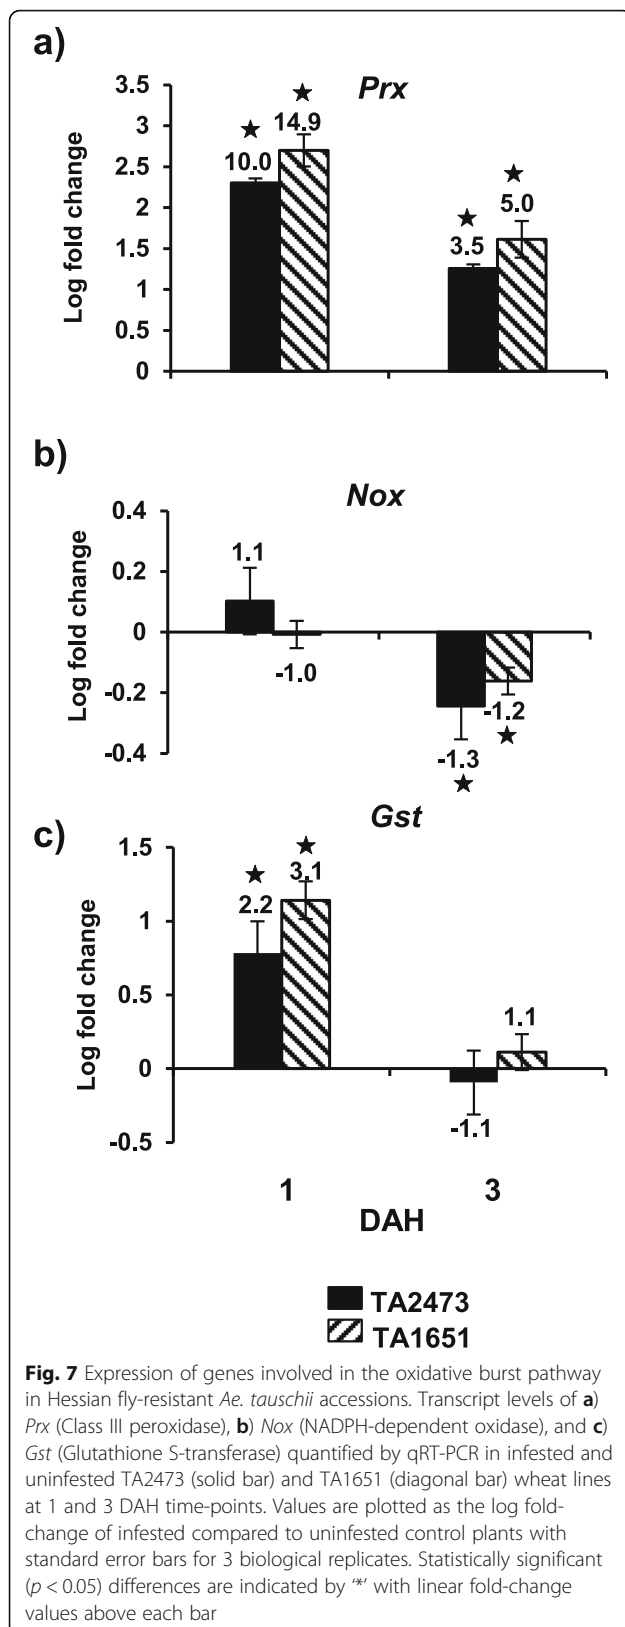 a)
Prx
Log fold change
3.5
3
2.5
2
1.5
1
0.5
0
★
10.0
★
14.9
★
3.5
★
5.0
b)
Nox
Log fold change
0.4
0.2
0
-0.2
-0.4
1.1
-1.0
-1.3
★
-1.2
★
c)
Gst
Log fold change
1.5
1
0.5
0
-0.5
★
2.2
★
3.1
-1.1
1.1
1 3
DAH
TA2473
TA1651
Fig. 7 Expression of genes involved in the oxidative burst pathway
in Hessian fly-resistant Ae. tauschii accessions. Transcript levels of a)
Prx (Class III peroxidase), b) Nox (NADPH-dependent oxidase), and c)
Gst (Glutathione S-transferase) quantified by qRT-PCR in infested and
uninfested TA2473 (solid bar) and TA1651 (diagonal bar) wheat lines
at 1 and 3 DAH time-points. Values are plotted as the log fold-
change of infested compared to uninfested control plants with
standard error bars for 3 biological replicates. Statistically significant
(p < 0.05) differences are indicated by '*' with linear fold-change
values above each bar